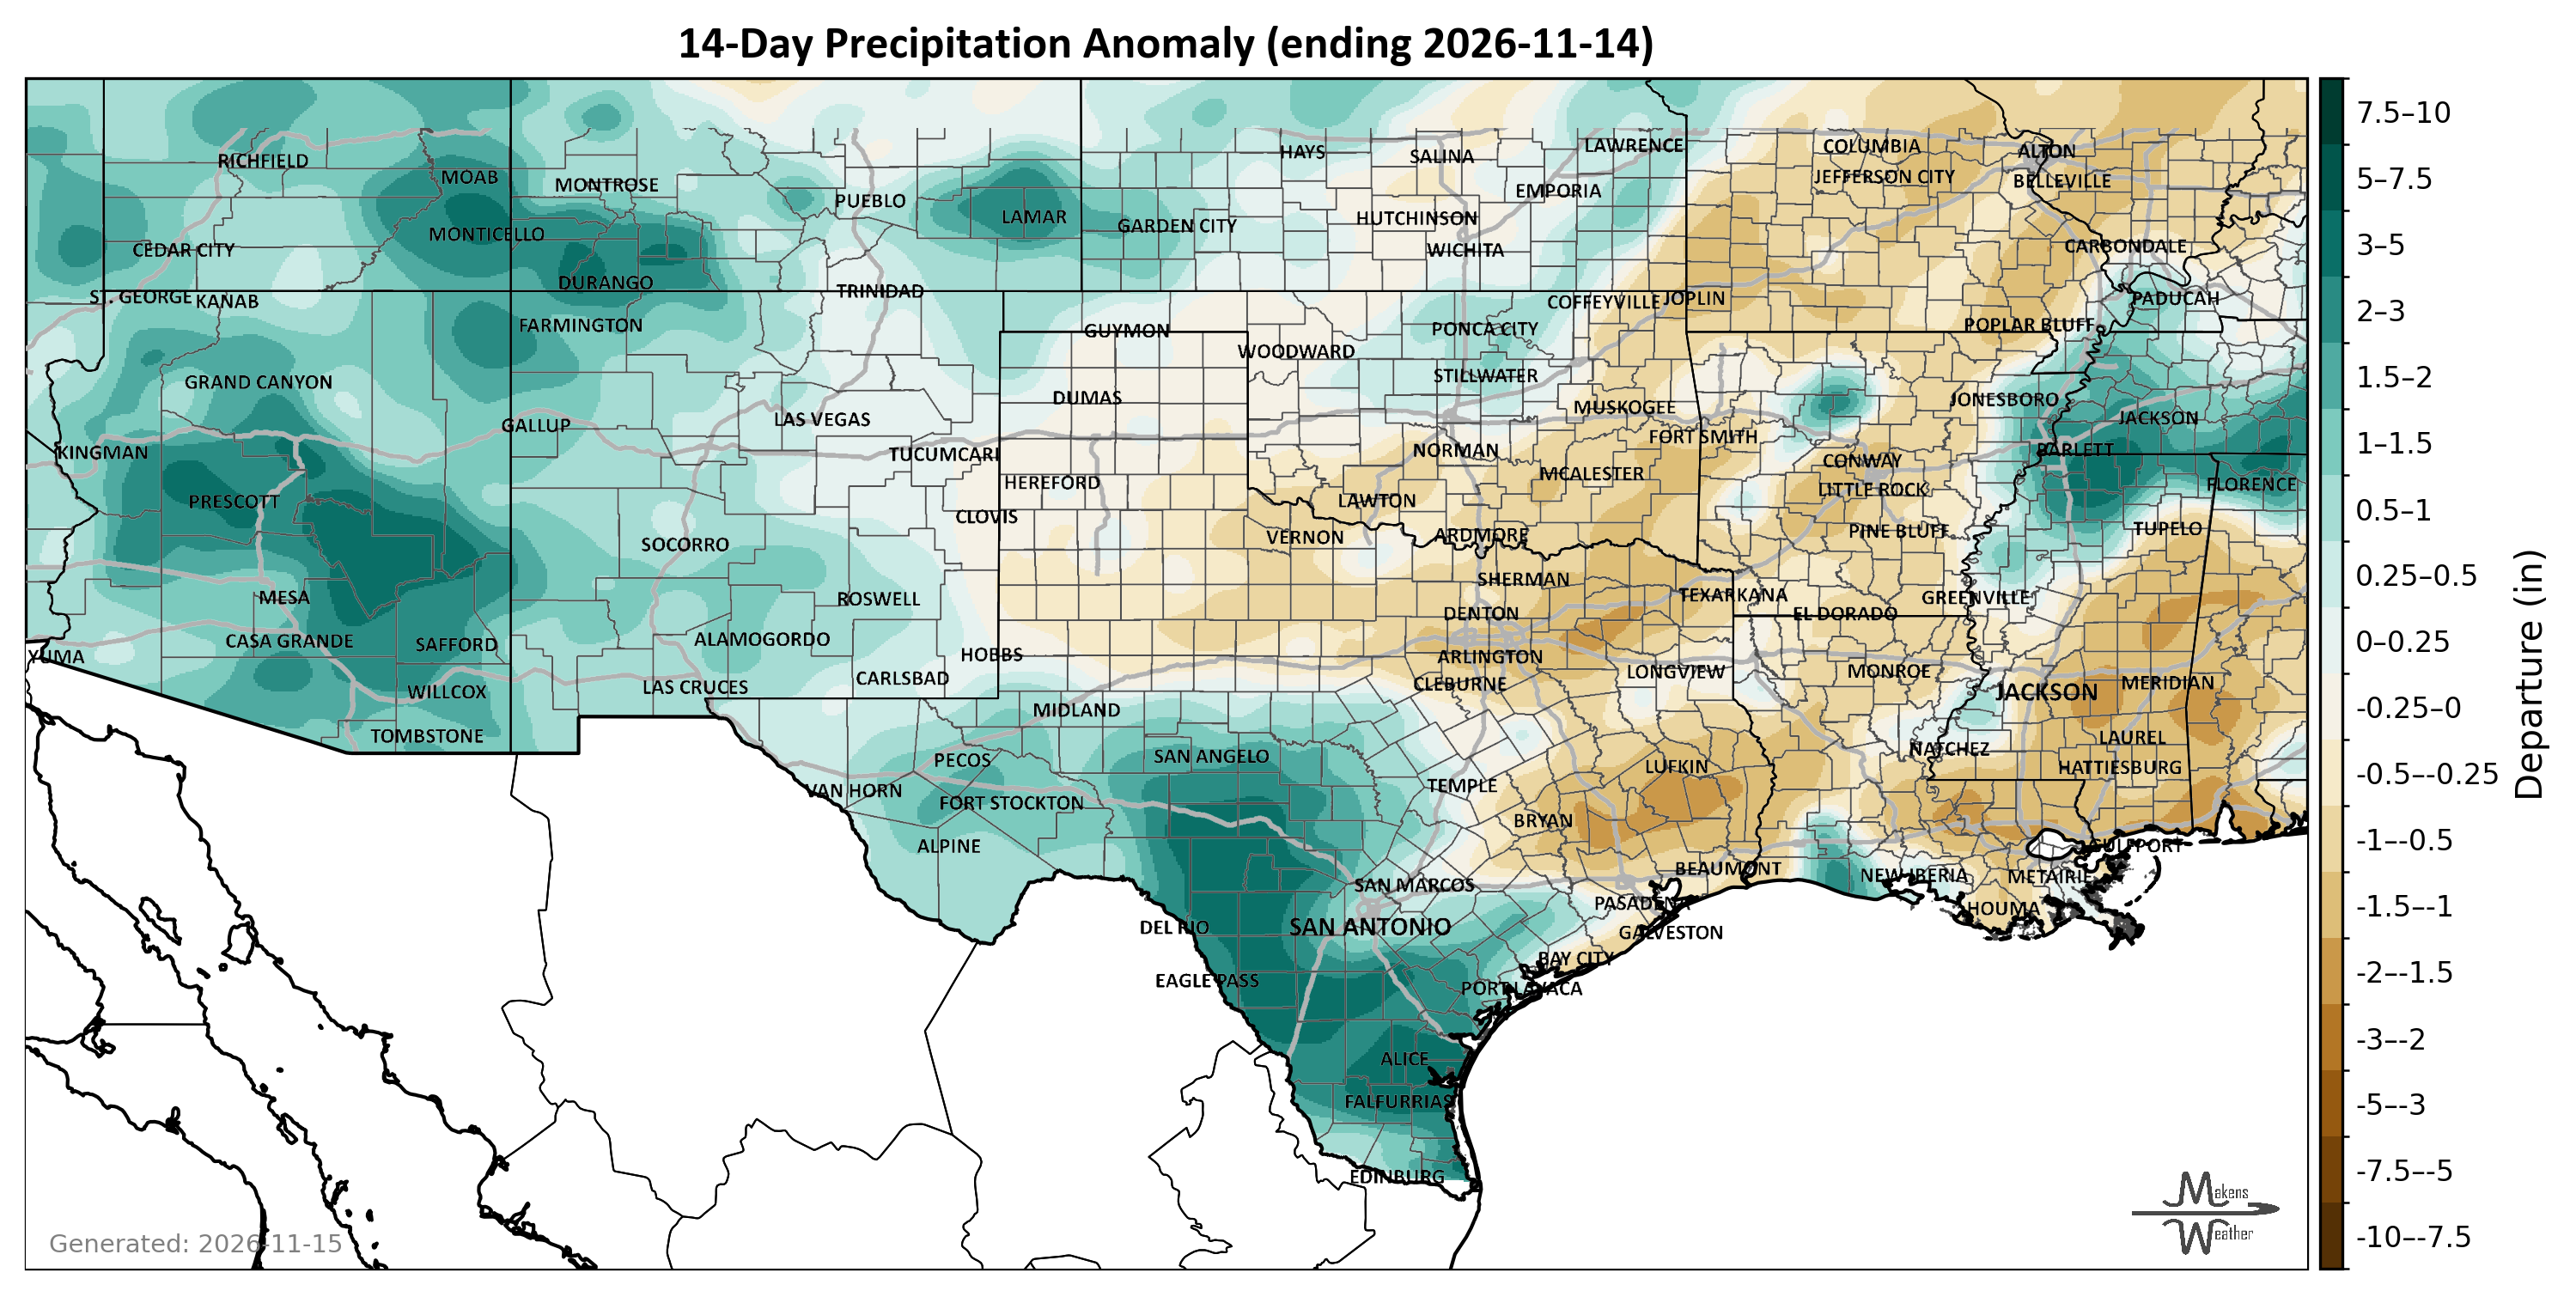 14-Day Precipitation Anomaly (ending 2026-11-14)
RICHFIELD
MOAB
MONTROSE
PUEBLO
LAMAR
HAYS
SALINA
LAWRENCE
COLUMBIA
ALTON
JEFFERSON CITY
BELLEVILLE
EMPORIA
GARDEN CITY
HUTCHINSON
WICHITA
CEDAR CITY
MONTICELLO
CARBONDALE
DURANGO
TRINIDAD
ST. GEORGE
KANAB
COFFEYVILLE
JOPLIN
PADUCAH
FARMINGTON
GUYMON
PONCA CITY
POPLAR BLUFF
WOODWARD
GRAND CANYON
STILLWATER
DUMAS
MUSKOGEE
JONESBORO
JACKSON
GALLUP
LAS VEGAS
FORT SMITH
KINGMAN
TUCUMCARI
NORMAN
BARLETT
CONWAY
MCALESTER
HEREFORD
LITTLE ROCK
FLORENCE
PRESCOTT
LAWTON
CLOVIS
VERNON
ARDMORE
PINE BLUFF
TUPELO
SOCORRO
SHERMAN
MESA
ROSWELL
TEXARKANA
GREENVILLE
DENTON
EL DORADO
CASA GRANDE
SAFFORD
ALAMOGORDO
YUMA
HOBBS
ARLINGTON
LONGVIEW
MONROE
CARLSBAD
CLEBURNE
LAS CRUCES
WILLCOX
JACKSON
MERIDIAN
MIDLAND
TOMBSTONE
LAUREL
NATCHEZ
SAN ANGELO
PECOS
LUFKIN
HATTIESBURG
VAN HORN
FORT STOCKTON
TEMPLE
BRYAN
ALPINE
GULFPORT
BEAUMONT
SAN MARCOS
NEW IBERIA
METAIRIE
PASADENA
HOUMA
DEL RIO
SAN ANTONIO
GALVESTON
BAY CITY
EAGLE PASS
PORT LAVACA
ALICE
FALFURRIAS
EDINBURG
Generated: 2026-11-15
Makens
Weather
7.5–10
5–7.5
3–5
2–3
1.5–2
1–1.5
0.5–1
0.25–0.5
0–0.25
-0.25–0
-0.5–-0.25
-1–-0.5
-1.5–-1
-2–-1.5
-3–-2
-5–-3
-7.5–-5
-10–-7.5
Departure (in)